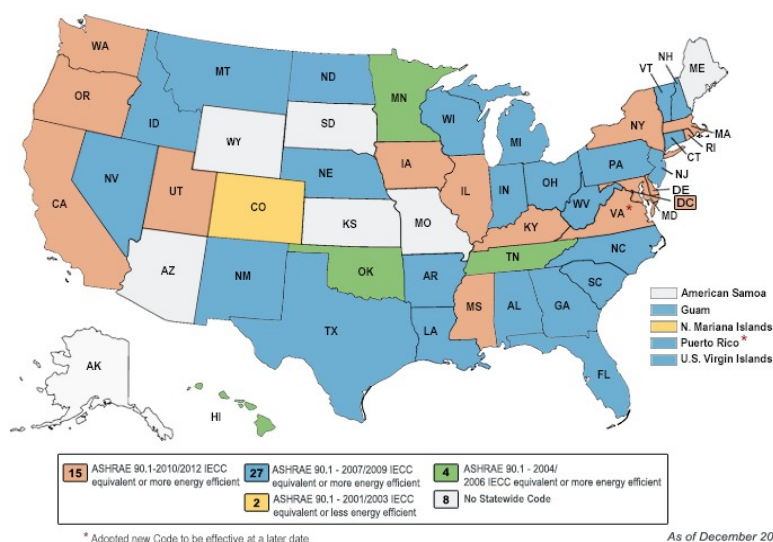 WA
MT
ND
MN
VT
NH
ME
OR
ID
SD
WI
NY
MA
WY
MI
RI
CT
NV
UT
NE
IA
IL
IN
OH
PA
NJ
CA
CO
KS
MO
KY
WV
VA *
DE
DC
MD
AZ
NM
OK
AR
TN
NC
SC
TX
LA
MS
AL
GA
FL
AK
HI
American Samoa
Guam
N. Mariana Islands
Puerto Rico *
U.S. Virgin Islands
15 ASHRAE 90.1-2010/2012 IECC
equivalent or more energy efficient
27 ASHRAE 90.1 - 2007/2009 IECC
equivalent or more energy efficient
4 ASHRAE 90.1 - 2004/
2006 IECC equivalent or more energy efficient
2 ASHRAE 90.1 - 2001/2003 IECC
equivalent or less energy efficient
8 No Statewide Code
* Adopted new Code to be effective at a later date
As of December 20